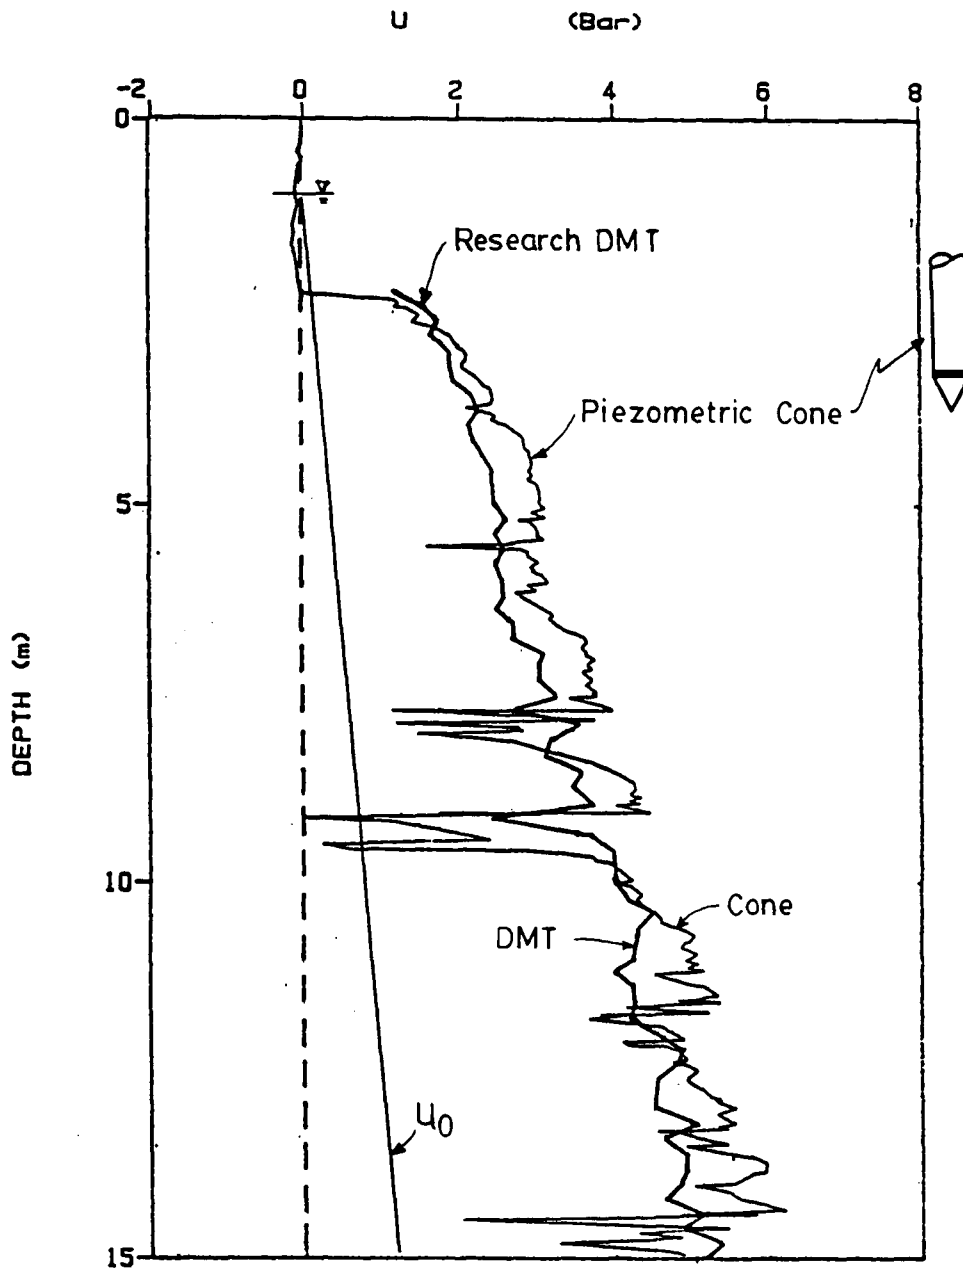 U (Bar)
-2 0 2 4 6 8
0
Research DMT
Piezometric Cone
5
DEPTH (m)
10
Cone
DMT
u0
15